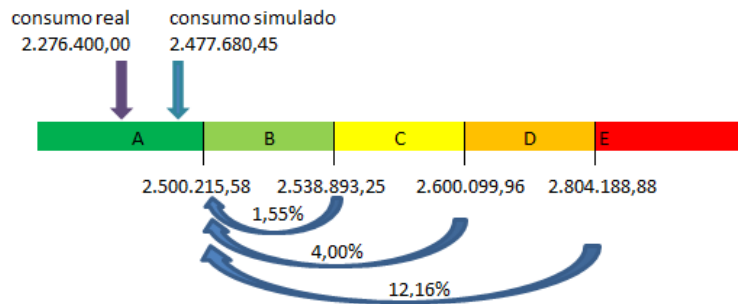 consumo real
2.276.400,00
consumo simulado
2.477.680,45
A B C D E
2.500.215,58 2.538.893,25 2.600.099,96 2.804.188,88
1,55%
4,00%
12,16%